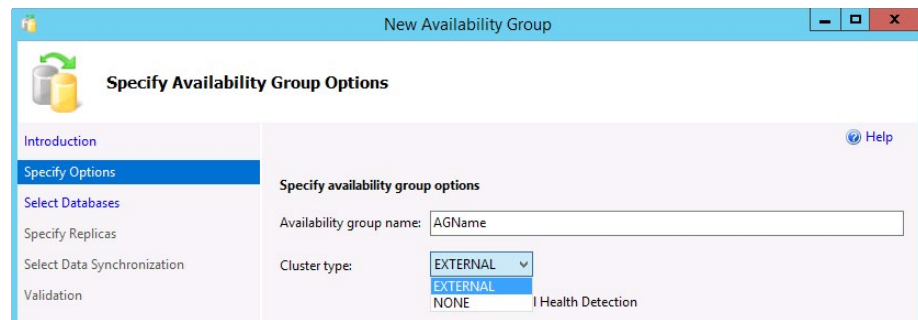 New Availability Group
Specify Availability Group Options
Introduction
Help
Specify Options
Specify availability group options
Select Databases
Availability group name: AGName
Specify Replicas
Select Data Synchronization
Cluster type: EXTERNAL
EXTERNAL
Validation
NONE
l Health Detection